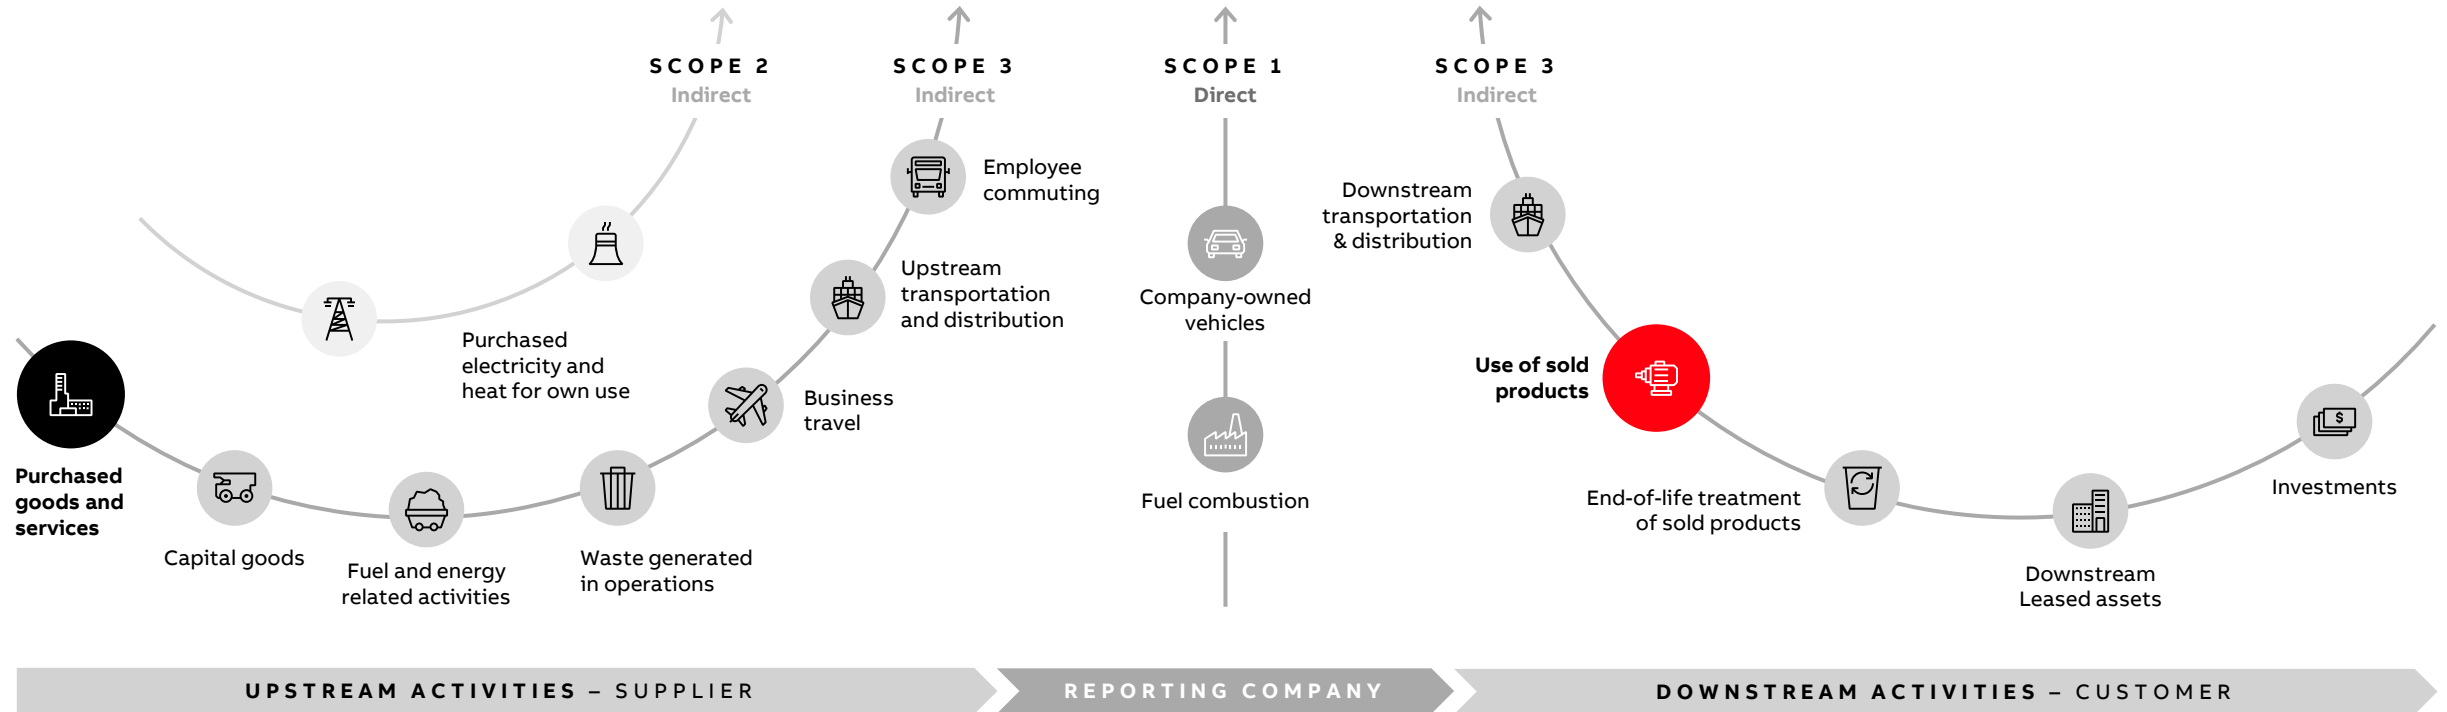 SCOPE 2
Indirect
SCOPE 3
Indirect
SCOPE 1
Direct
SCOPE 3
Indirect
Purchased
electricity and
heat for own use
Employee
commuting
Upstream
transportation
and distribution
Business
travel
Waste generated
in operations
Fuel and energy
related activities
Capital goods
Purchased
goods and
services
Company-owned
vehicles
Fuel combustion
Downstream
transportation
& distribution
Use of sold
products
End-of-life treatment
of sold products
Downstream
Leased assets
$
Investments
UPSTREAM ACTIVITIES – SUPPLIER
REPORTING COMPANY
DOWNSTREAM ACTIVITIES – CUSTOMER